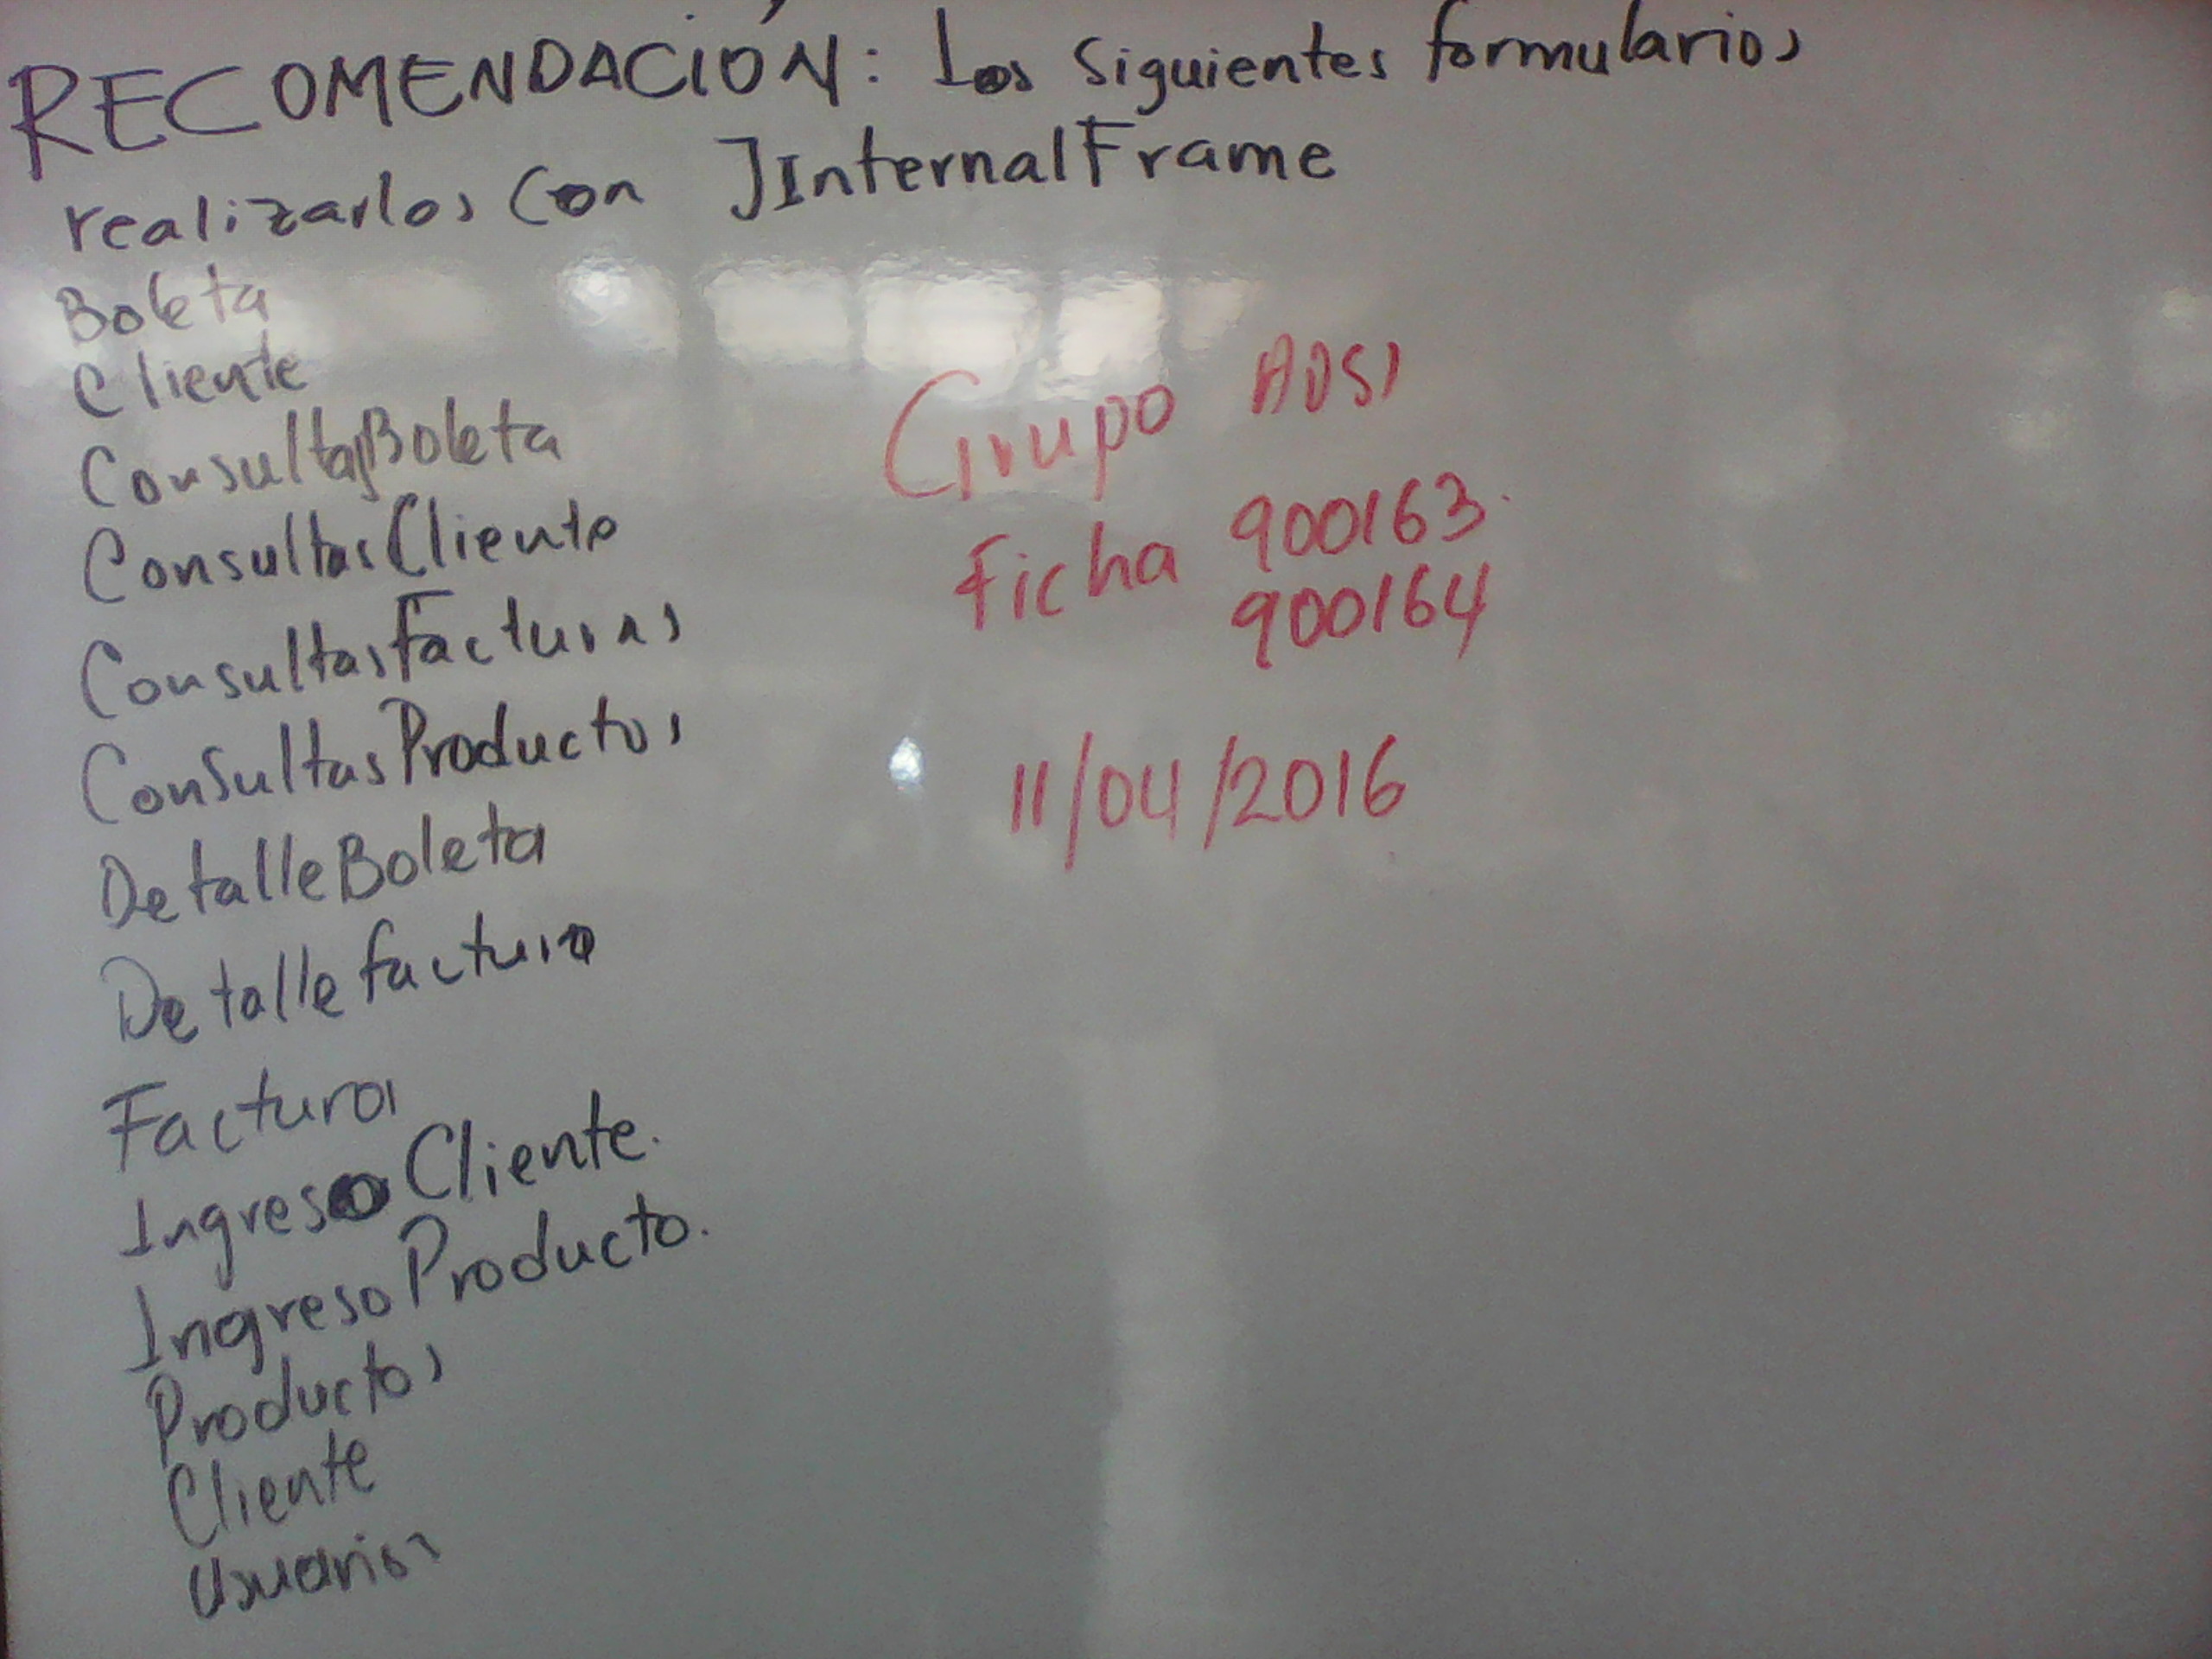 RECOMENDACIÓN: Los siguientes formularios
realizarlos con JInternalFrame
Boleta
Cliente
ConsultasBoleta
ConsultasCliente
ConsultasFacturas
ConsultasProductos
DetalleBoleta
Detallefactura
Factura
IngresoCliente.
IngresoProducto.
Productos
Cliente
Usuarios
Grupo ADSI
Ficha 900163.
900164
11/04/2016